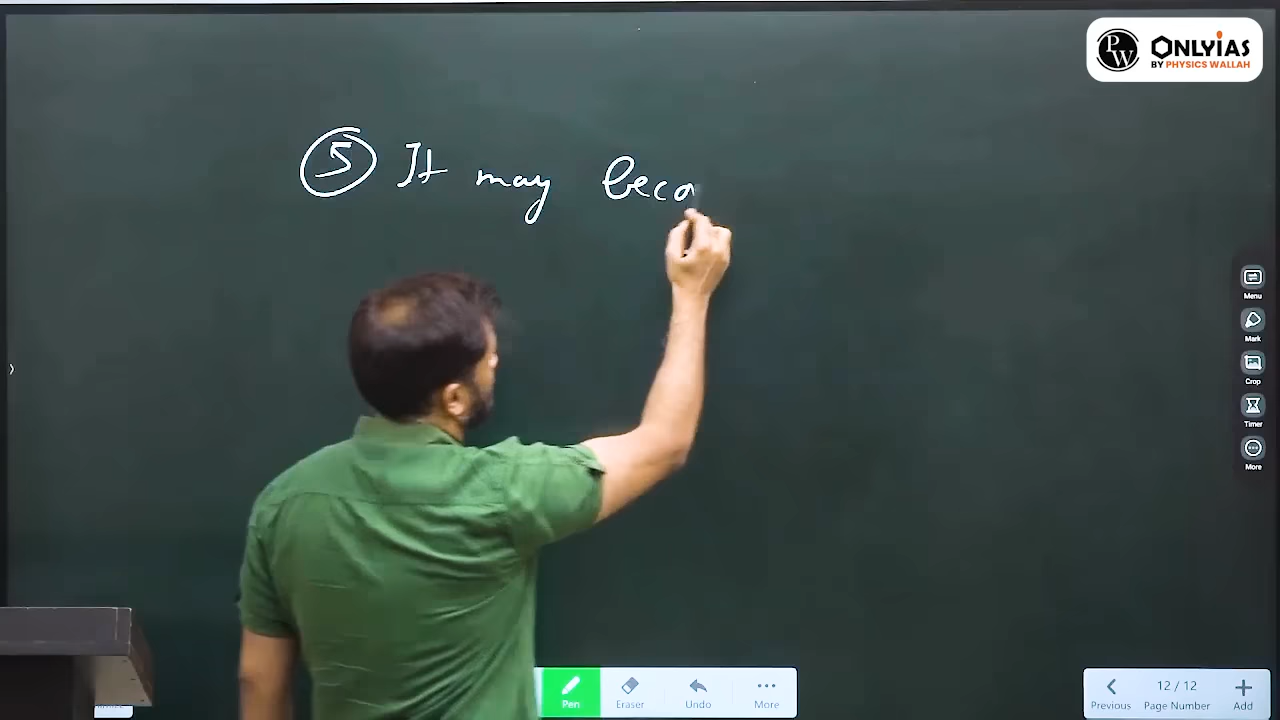 PW ONLYIAS
BY PHYSICS WALLAH
5 It may beco
Menu
Mark
Crop
Timer
More
Pen
Eraser
Undo
More
Previous
12 / 12
Page Number
Add